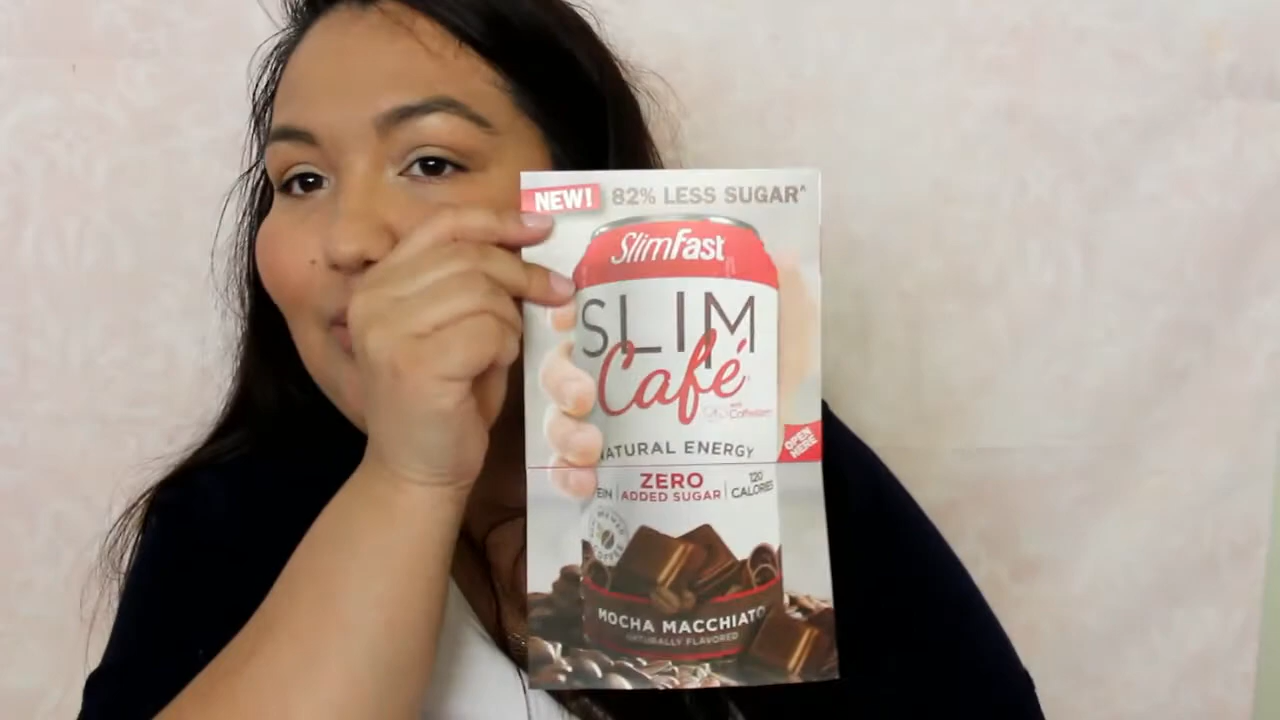 NEW! 82% LESS SUGAR^
SlimFast
SLIM
Café
with
NATURAL ENERGY
OPEN
HERE
ZERO
ADDED SUGAR
120
CALORIES
MOCHA MACCHIATO
NATURALLY FLAVORED